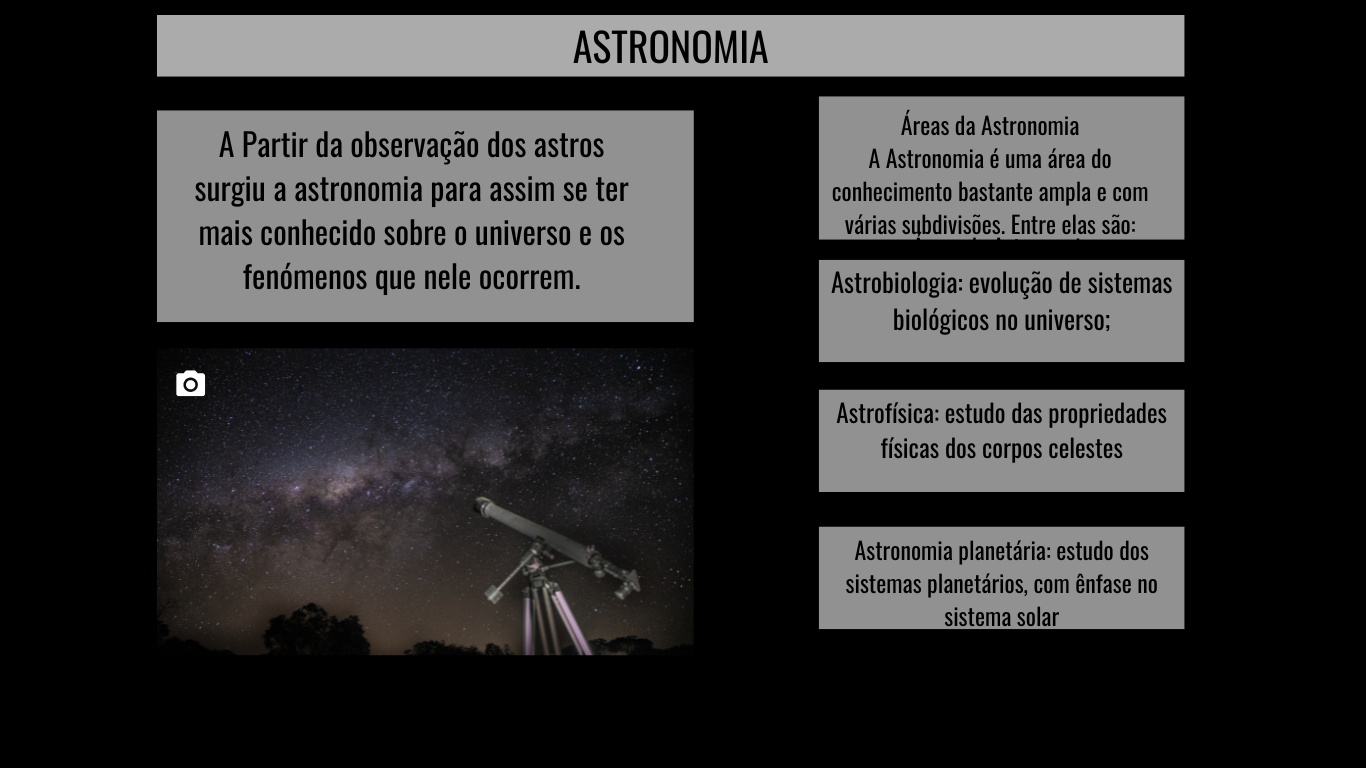 ASTRONOMIA
A Partir da observação dos astros
surgiu a astronomia para assim se ter
mais conhecido sobre o universo e os
fenómenos que nele ocorrem.
Áreas da Astronomia
A Astronomia é uma área do
conhecimento bastante ampla e com
várias subdivisões. Entre elas são:
Astrobiologia: evolução de sistemas
biológicos no universo;
Astrofísica: estudo das propriedades
físicas dos corpos celestes
Astronomia planetária: estudo dos
sistemas planetários, com ênfase no
sistema solar